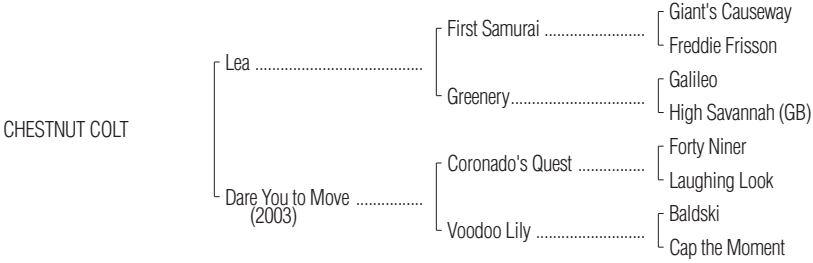 Giant's Causeway
First Samurai ........................
Freddie Frisson
Lea ........................................
Galileo
Greenery................................
High Savannah (GB)
CHESTNUT COLT
Forty Niner
Coronado's Quest ................
Laughing Look
Dare You to Move ................
(2003)
Baldski
Voodoo Lily ..........................
Cap the Moment